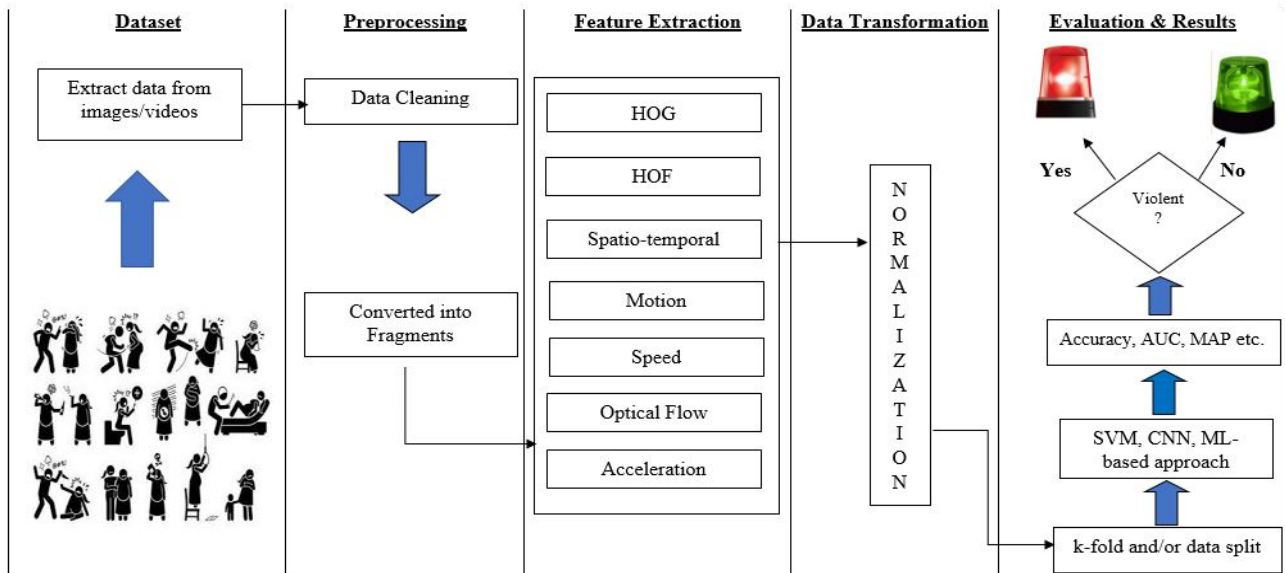 Dataset
Extract data from
images/videos
Preprocessing
Data Cleaning
Converted into
Fragments
Feature Extraction
HOG
HOF
Spatio-temporal
Motion
Speed
Optical Flow
Acceleration
Data Transformation
NORMALIZATION
Evaluation & Results
Yes
No
Violent
?
Accuracy, AUC, MAP etc.
SVM, CNN, ML-
based approach
k-fold and/or data split